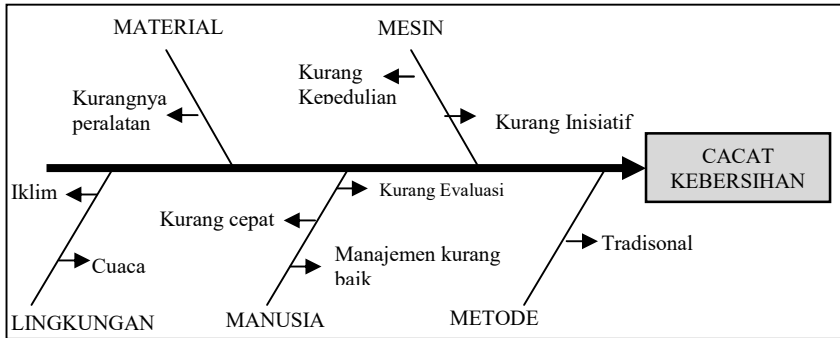 MATERIAL
MESIN
Kurang
Kepedulian
Kurangnya
peralatan
Kurang Inisiatif
CACAT
KEBERSIHAN
Iklim
Kurang Evaluasi
Kurang cepat
Cuaca
Manajemen kurang
baik
Tradisonal
LINGKUNGAN
MANUSIA
METODE